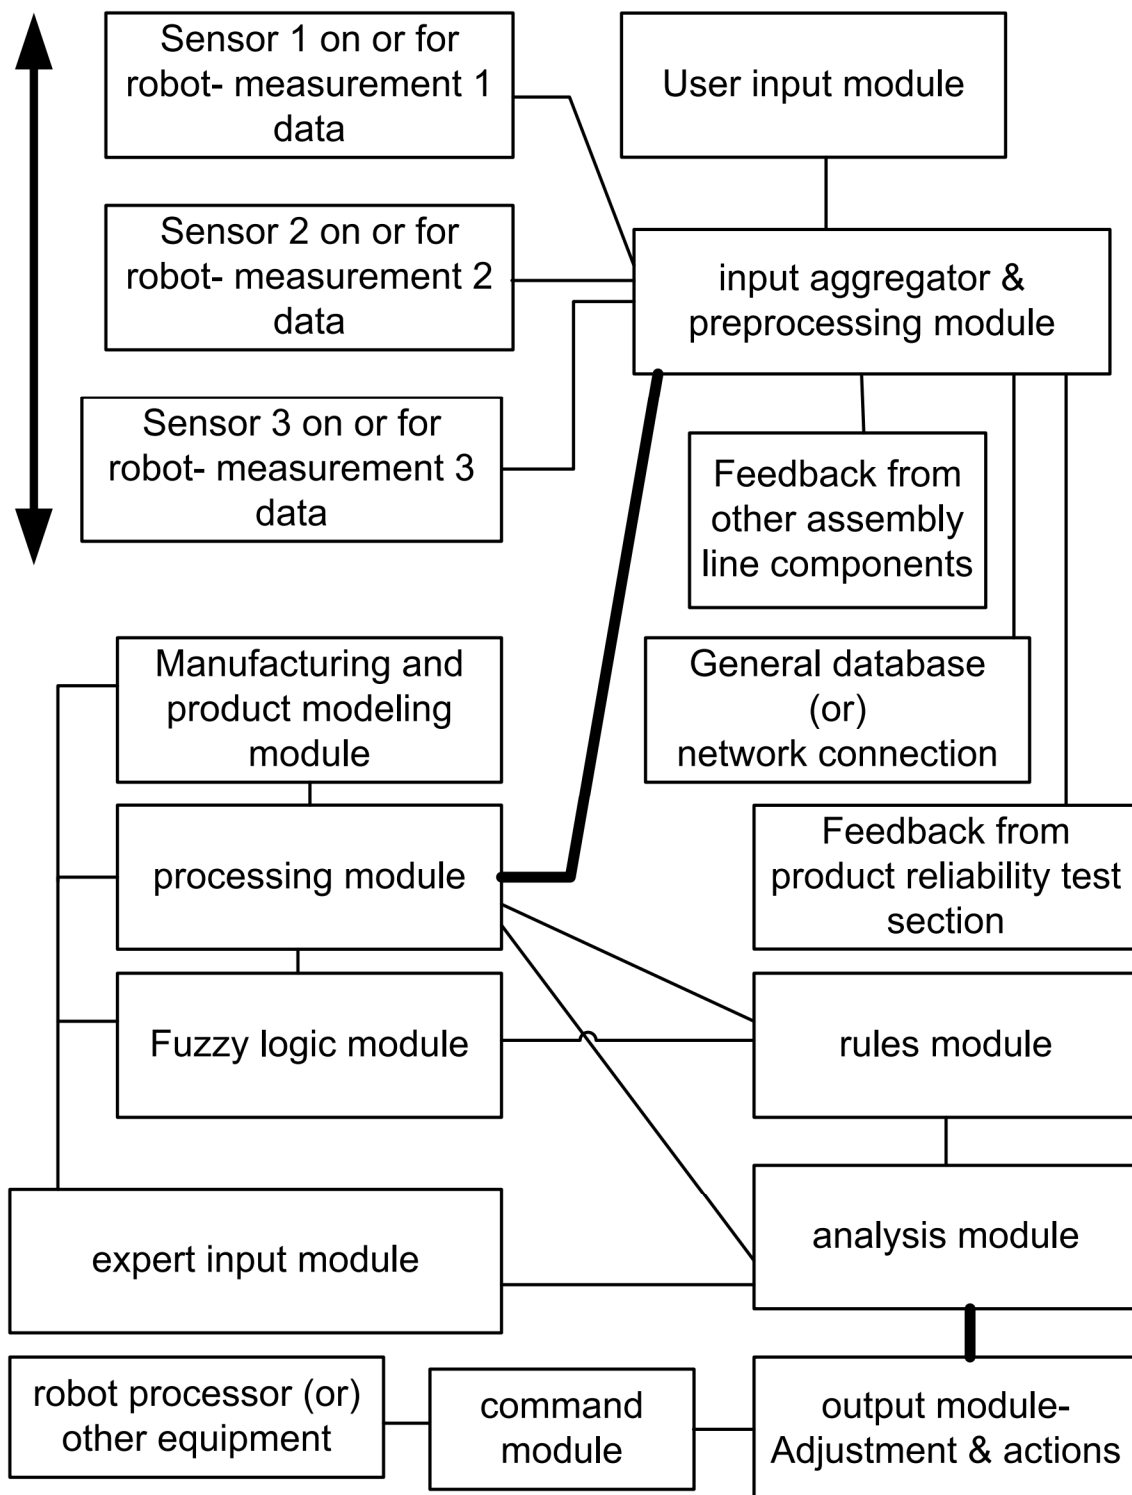 Sensor 1 on or for
robot- measurement 1
data
User input module
Sensor 2 on or for
robot- measurement 2
data
input aggregator &
preprocessing module
Sensor 3 on or for
robot- measurement 3
data
Feedback from
other assembly
line components
Manufacturing and
product modeling
module
General database
(or)
network connection
processing module
Feedback from
product reliability test
section
Fuzzy logic module
rules module
expert input module
analysis module
robot processor (or)
other equipment
command
module
output module-
Adjustment & actions